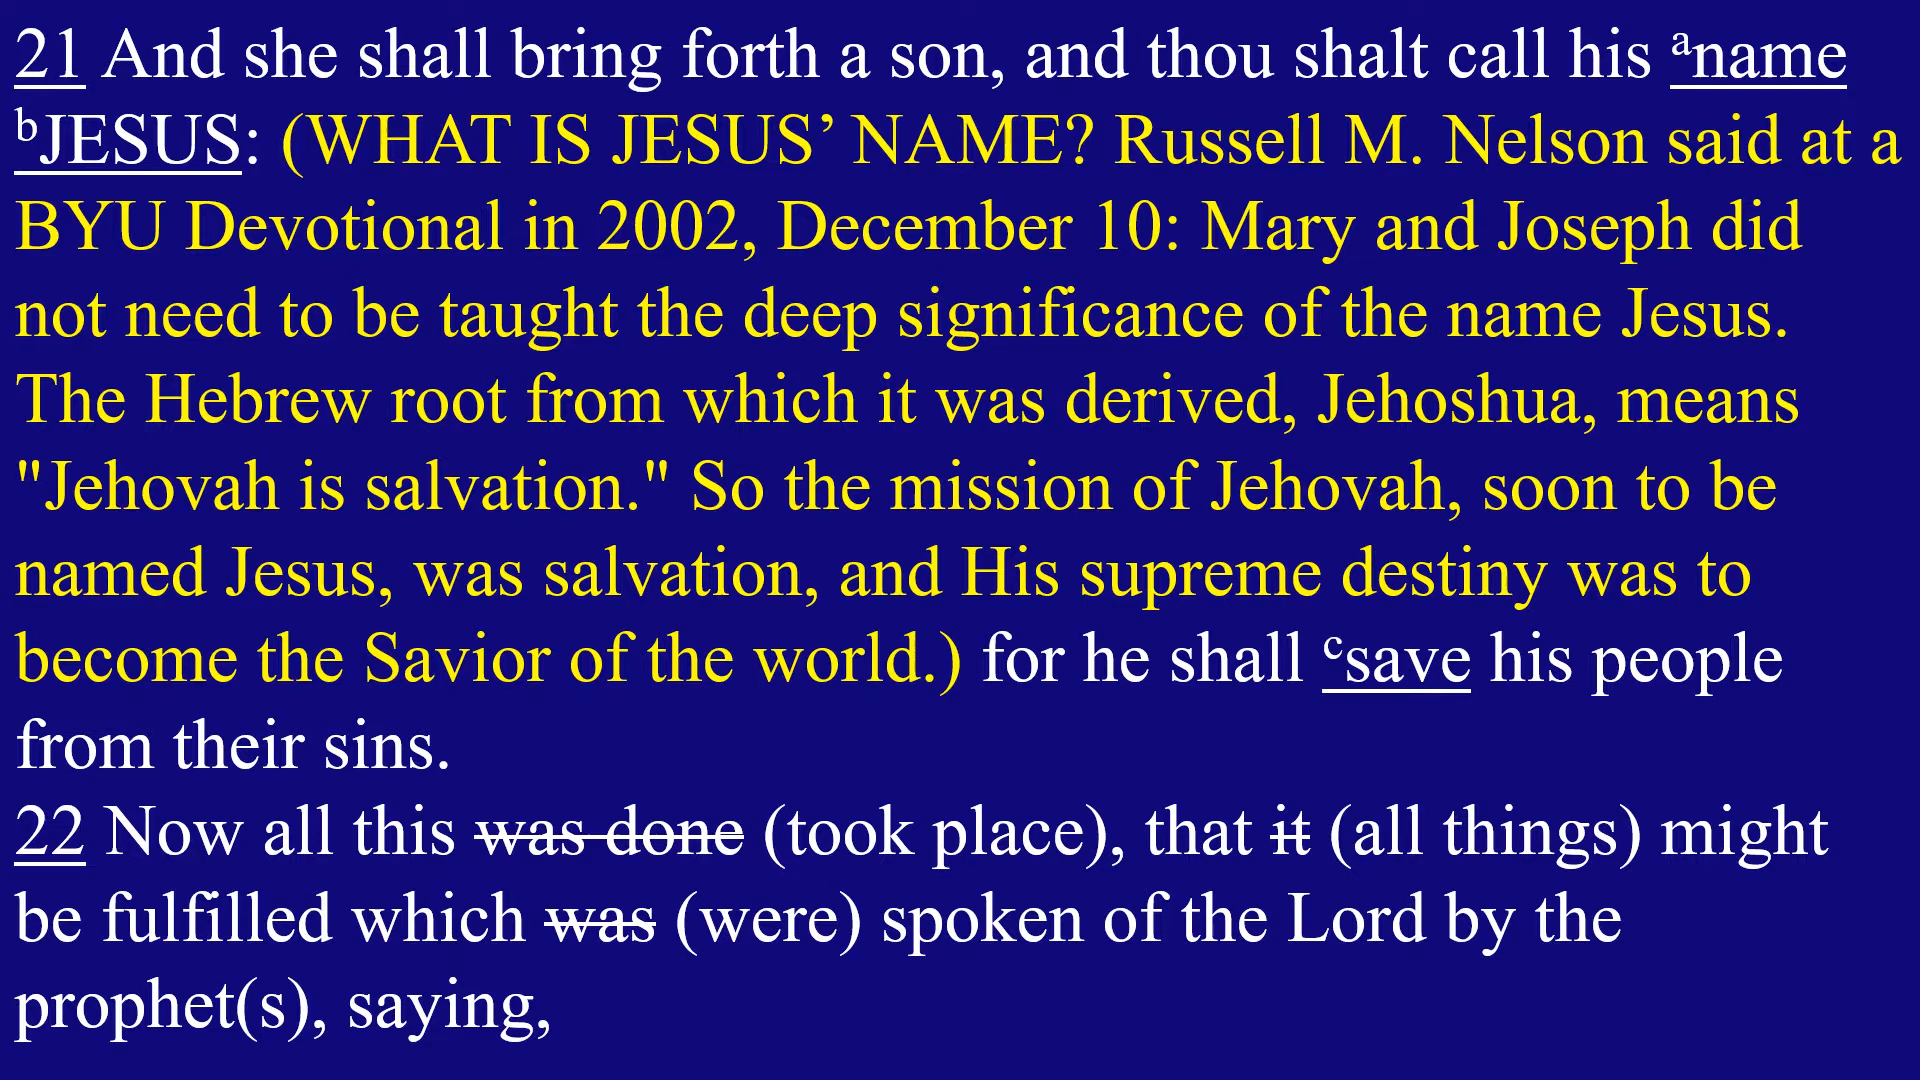 21 And she shall bring forth a son, and thou shalt call his aname
bJESUS: (WHAT IS JESUS’ NAME? Russell M. Nelson said at a
BYU Devotional in 2002, December 10: Mary and Joseph did
not need to be taught the deep significance of the name Jesus.
The Hebrew root from which it was derived, Jehoshua, means
"Jehovah is salvation." So the mission of Jehovah, soon to be
named Jesus, was salvation, and His supreme destiny was to
become the Savior of the world.) for he shall csave his people
from their sins.
22 Now all this was done (took place), that it (all things) might
be fulfilled which was (were) spoken of the Lord by the
prophet(s), saying,